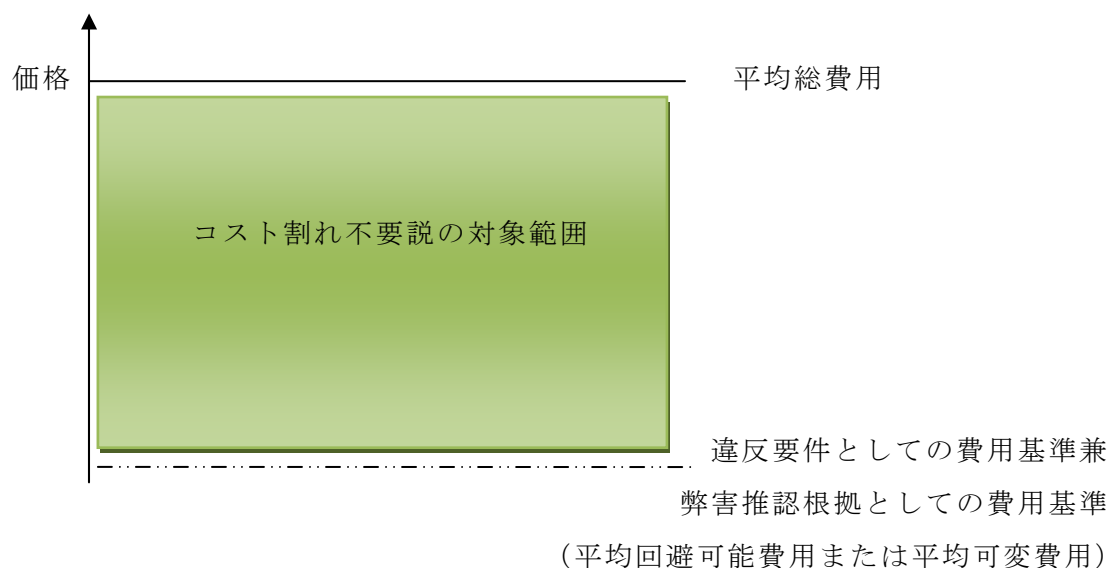 価格
平均総費用
コスト割れ不要説の対象範囲
違反要件としての費用基準兼
弊害推認根拠としての費用基準
(平均回避可能費用または平均可変費用)